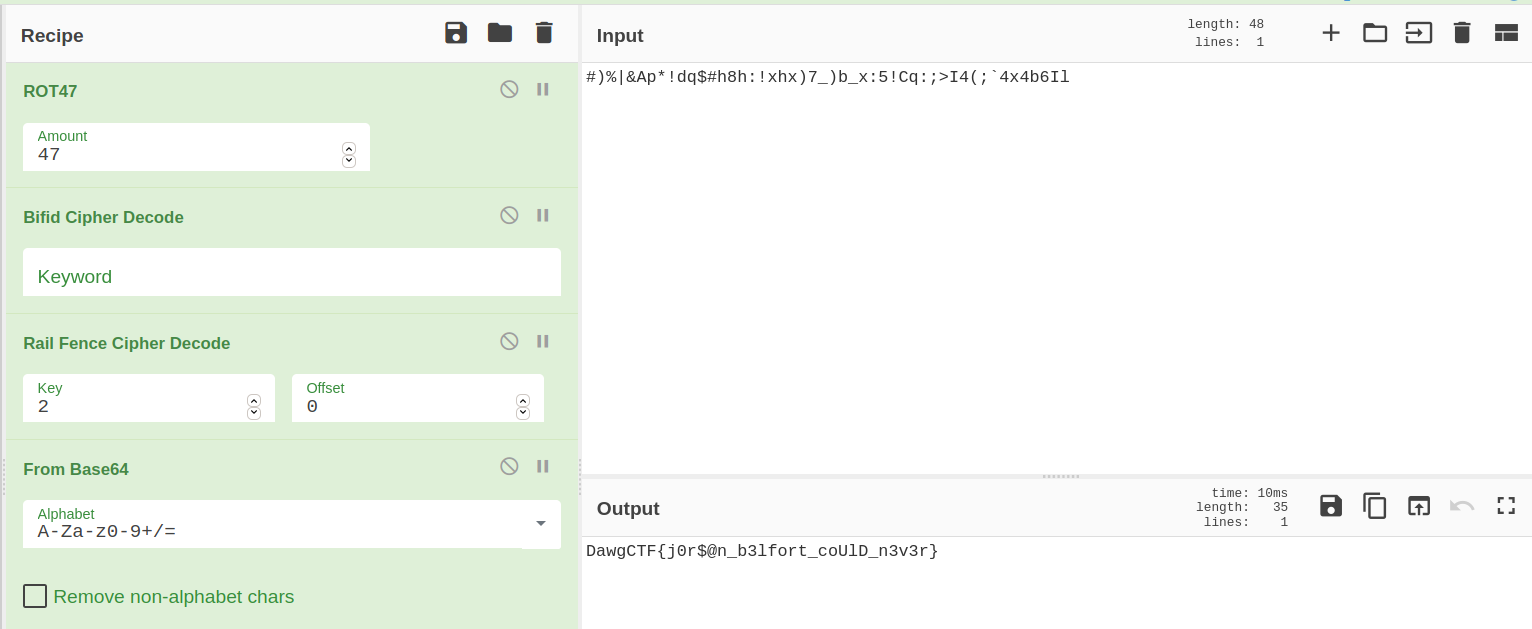 Recipe
ROT47
Amount
47
Bifid Cipher Decode
Keyword
Rail Fence Cipher Decode
Key
2
Offset
0
From Base64
Alphabet
A-Za-z0-9+/=
Remove non-alphabet chars
Input
length: 48
lines: 1
#)%|&Ap*!dq$#h8h:!xhx)7_)b_x:5!Cq:;>I4(;`4x4b6Il
Output
time: 10ms
length: 35
lines: 1
DawgCTF{j0r$@n_b3lfort_coUlD_n3v3r}